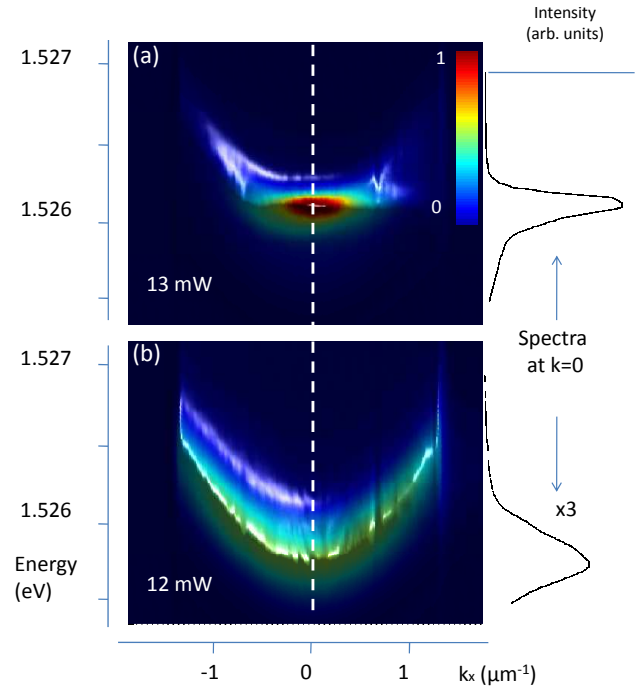 Intensity
(arb. units)
1.527
(a)
1
1.526
0
13 mW
Spectra
at k=0
1.527
(b)
1.526
x3
Energy
(eV)
12 mW
-1
0
1
kx (μm⁻¹)